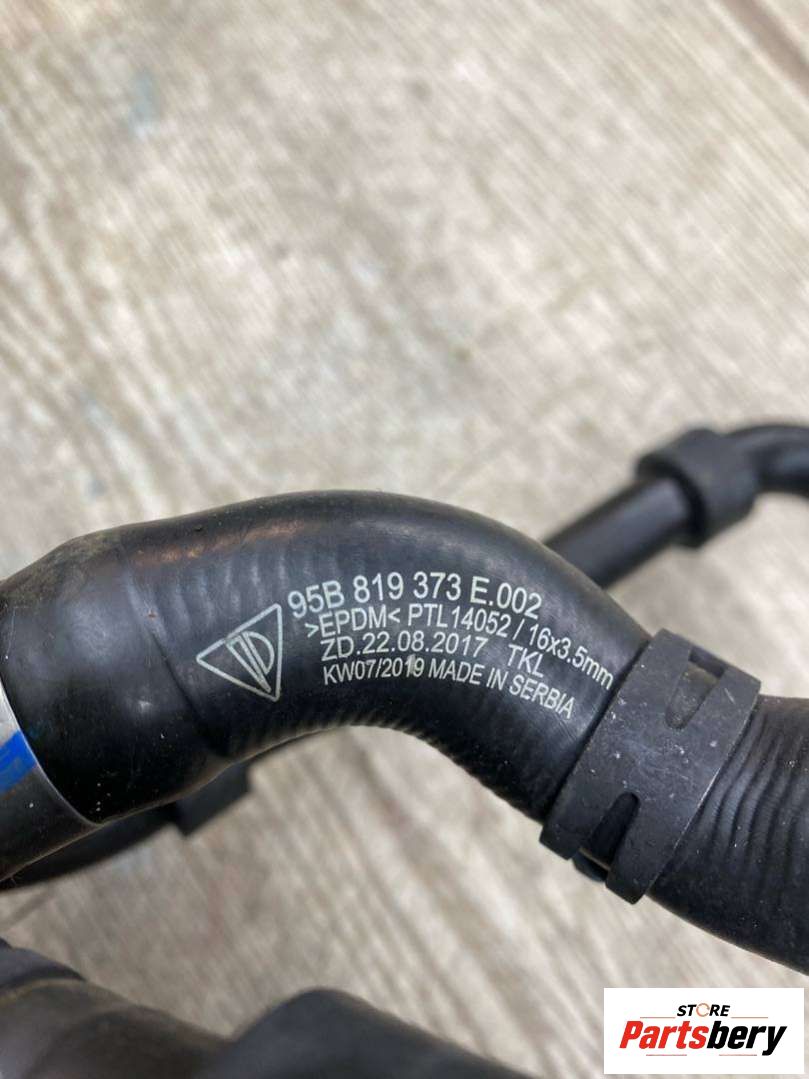 95B 819 373 E.002
>EPDM< PTL14052 / 16x3.5mm
ZD.22.08.2017 TKL
KW07/2019 MADE IN SERBIA
STORE
Partsbery